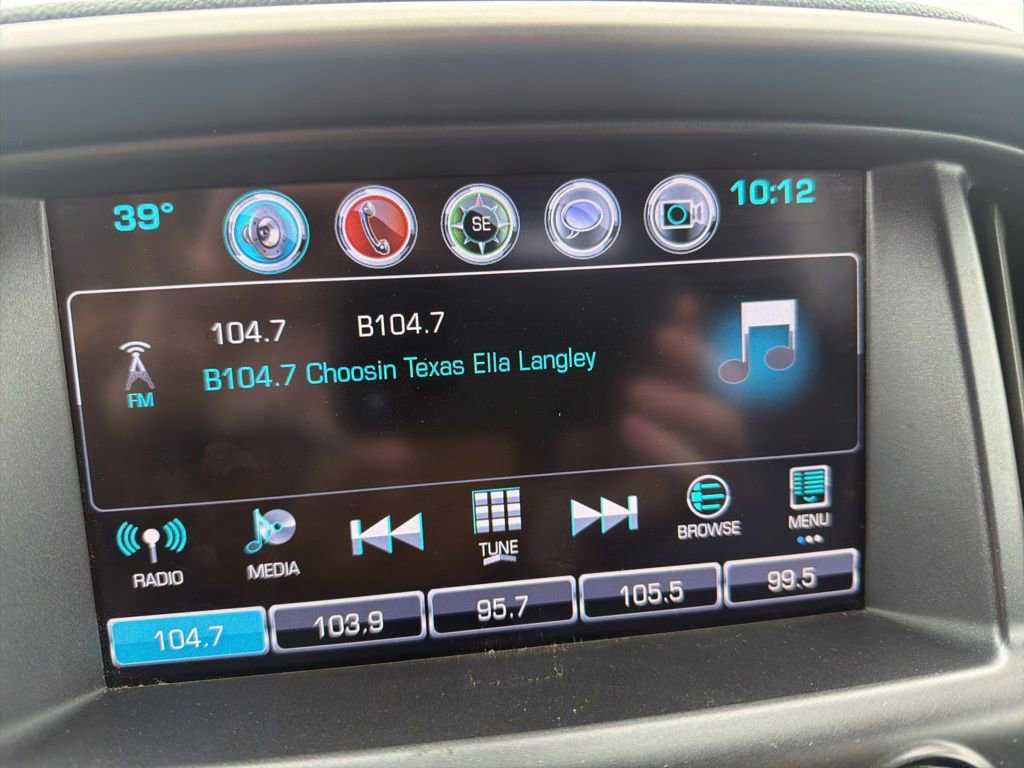 39° SE 10:12
104.7 B104.7
B104.7 Choosin Texas Ella Langley
FM
RADIO MEDIA TUNE BROWSE MENU
104.7 103.9 95.7 105.5 99.5